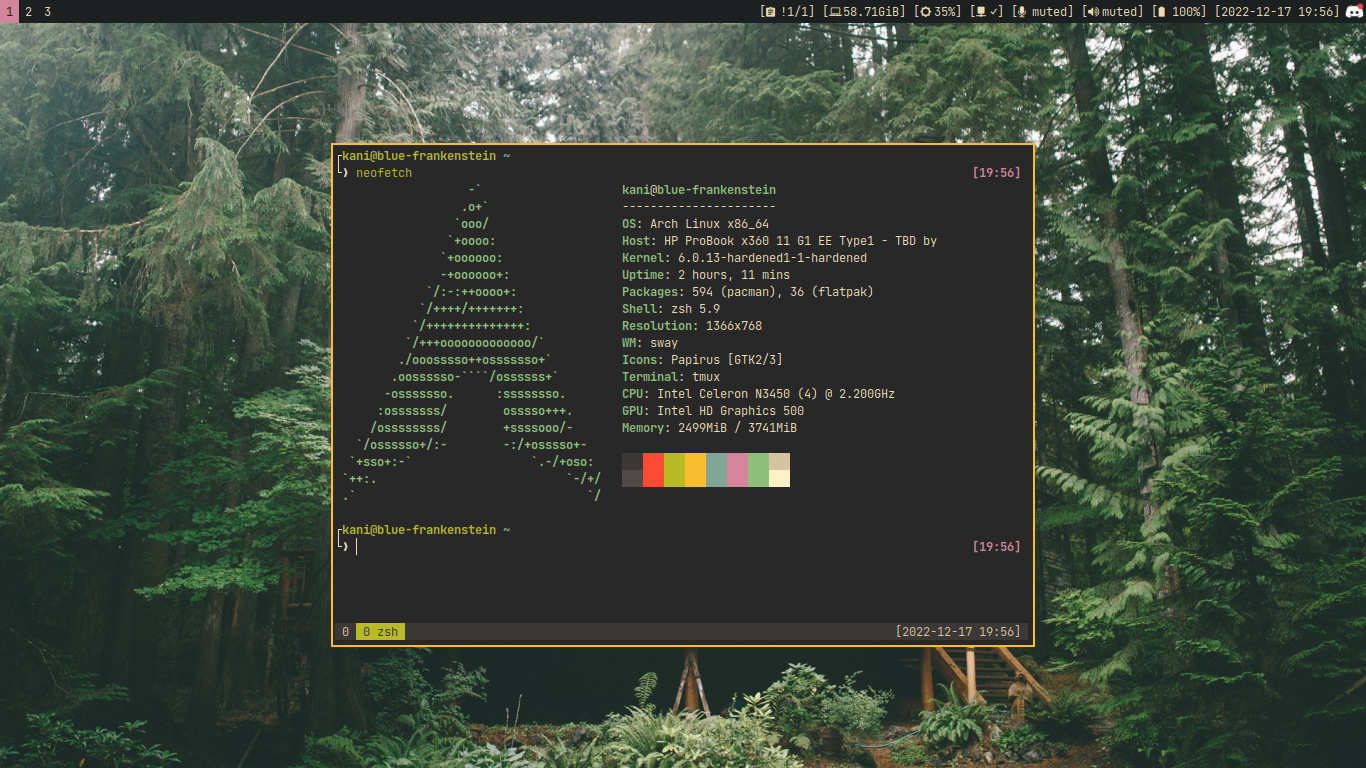 1 2 3 [!1/1] [58.71GiB] [35%] [✓] [muted] [muted] [100%] [2022-12-17 19:56]
kani@blue-frankenstein ~
❯ neofetch [19:56]
-` kani@blue-frankenstein
.o+` ----------------------
`ooo/ OS: Arch Linux x86_64
`+oooo: Host: HP ProBook x360 11 G1 EE Type1 - TBD by
`+oooooo: Kernel: 6.0.13-hardened1-1-hardened
-+oooooo+: Uptime: 2 hours, 11 mins
`/:-:++oooo+: Packages: 594 (pacman), 36 (flatpak)
`/++++/+++++++: Shell: zsh 5.9
`/++++++++++++++: Resolution: 1366x768
`/+++ooooooooooooo/` WM: sway
./ooosssso++osssssso+` Icons: Papirus [GTK2/3]
.oossssso-````/ossssss+` Terminal: tmux
-osssssso. :ssssssso. CPU: Intel Celeron N3450 (4) @ 2.200GHz
:osssssss/ osssso+++. GPU: Intel HD Graphics 500
/ossssssss/ +ssssooo/- Memory: 2499MiB / 3741MiB
`/ossssso+/:- -:/+osssso+-
`+sso+:-` `.-/+oso:
`++:. `-/+/
.` `/
kani@blue-frankenstein ~
❯ [19:56]
0 0 zsh [2022-12-17 19:56]